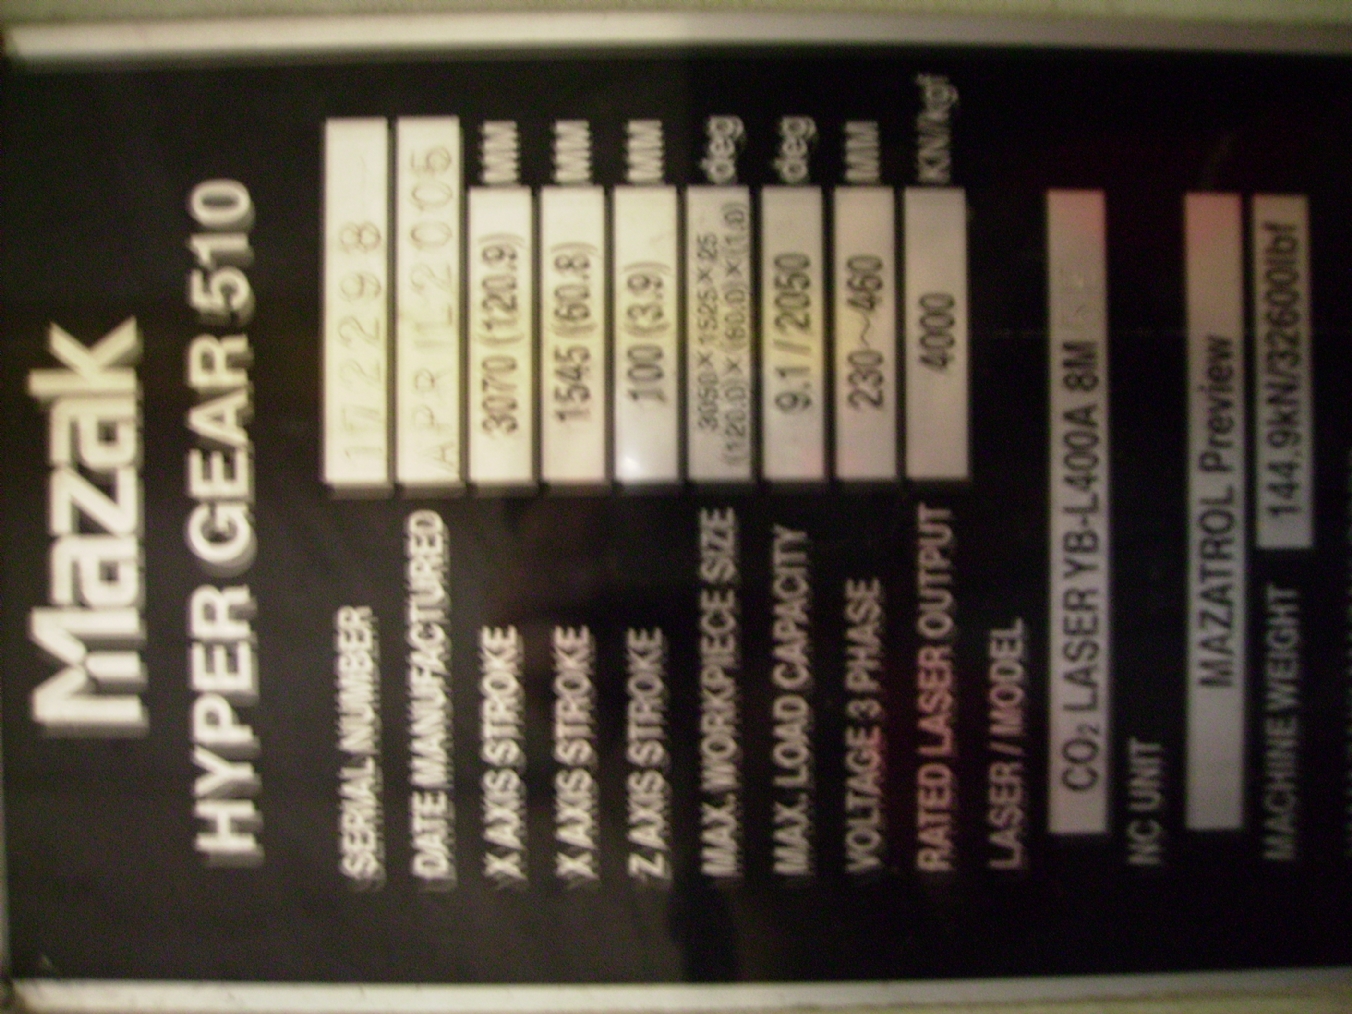 Mazak
HYPER GEAR 510
SERIAL NUMBER 172298
DATE MANUFACTURED APRIL 2005
X AXIS STROKE 3070 (120.9) MM
X AXIS STROKE 1545 (60.8) MM
Z AXIS STROKE 100 (3.9) MM
MAX. WORKPIECE SIZE 3050×1525×25 deg
(120.0)×(60.0)×(1.0)
MAX. LOAD CAPACITY 9.1 / 2050 deg
VOLTAGE 3 PHASE 230~460 MM
RATED LASER OUTPUT 4000 KN/kgf
LASER / MODEL
CO₂ LASER YB-L400A 8M
NC UNIT
MAZATROL Preview
MACHINE WEIGHT 144.9kN/32600lbf